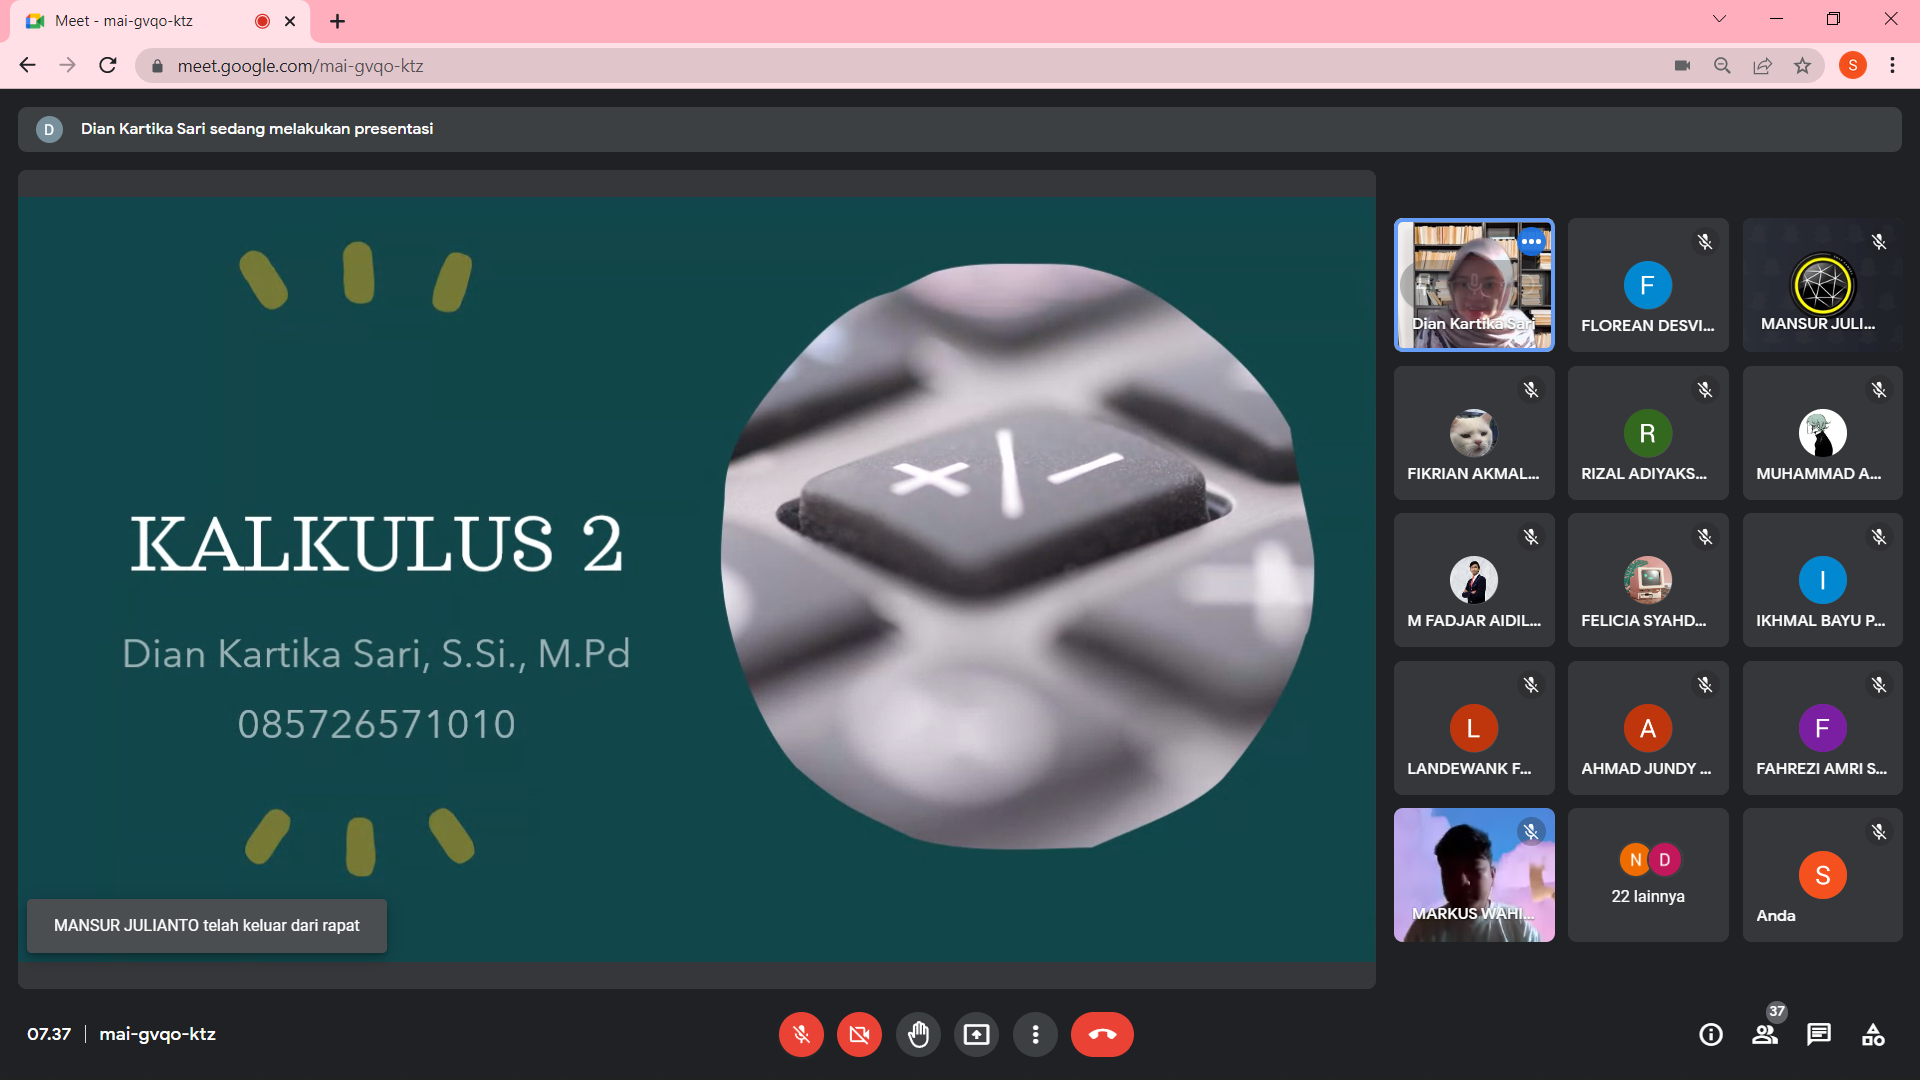 Meet - mai-gvqo-ktz
meet.google.com/mai-gvqo-ktz
S
D
Dian Kartika Sari sedang melakukan presentasi
KALKULUS 2
Dian Kartika Sari, S.Si., M.Pd
085726571010
MANSUR JULIANTO telah keluar dari rapat
Dian Kartika Sari
F
FLOREAN DESVI...
MANSUR JULI...
FIKRIAN AKMAL...
R
RIZAL ADIYAKS...
MUHAMMAD A...
M FADJAR AIDIL...
FELICIA SYAHD...
I
IKHMAL BAYU P...
L
LANDEWANK F...
A
AHMAD JUNDY ...
F
FAHREZI AMRI S...
MARKUS WAHI...
N D
22 lainnya
S
Anda
07.37 | mai-gvqo-ktz
37